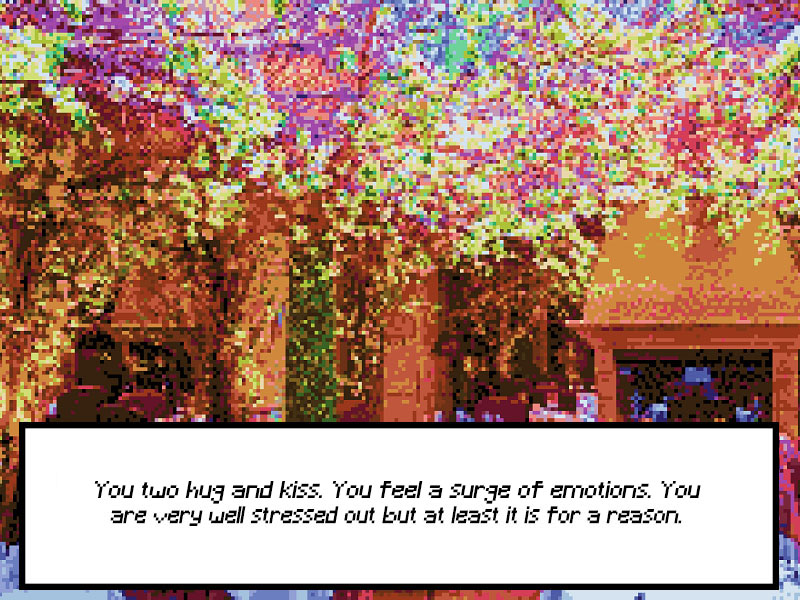 You two hug and kiss. You feel a surge of emotions. You
are very well stressed out but at least it is for a reason.